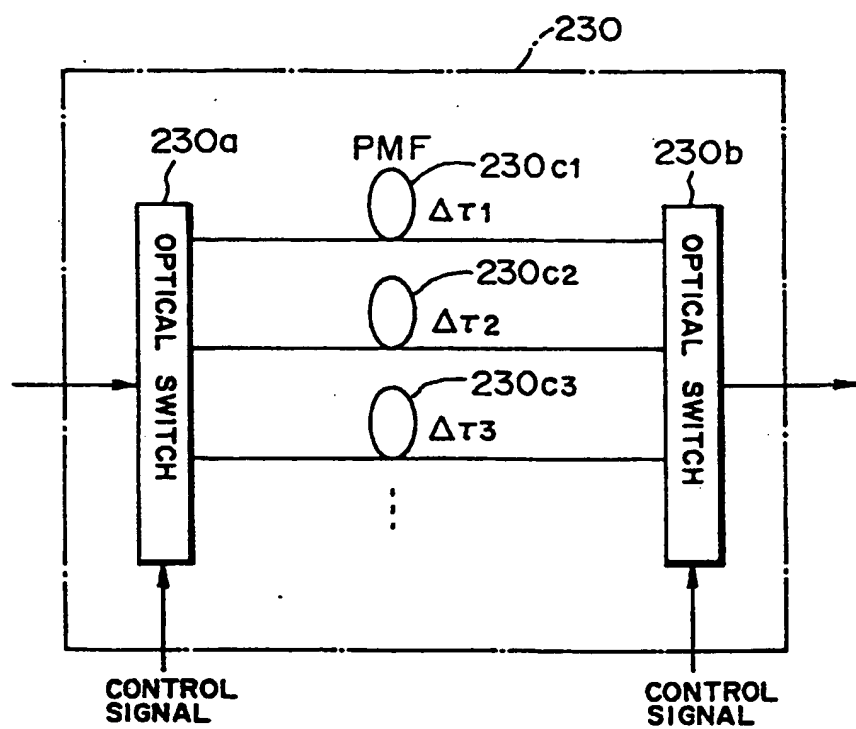 230
230a
PMF
230c1
230b
Δτ1
OPTICAL SWITCH
230c2
Δτ2
OPTICAL SWITCH
230c3
Δτ3
CONTROL
SIGNAL
CONTROL
SIGNAL